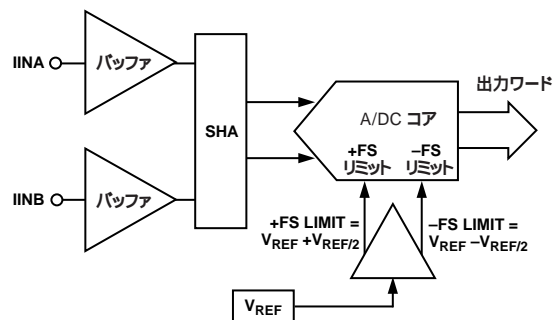 IINA
バッファ
SHA
A/DC コア
+FS
リミット
–FS
リミット
出力ワード
IINB
バッファ
+FS LIMIT =
VREF +VREF/2
–FS LIMIT =
VREF –VREF/2
VREF